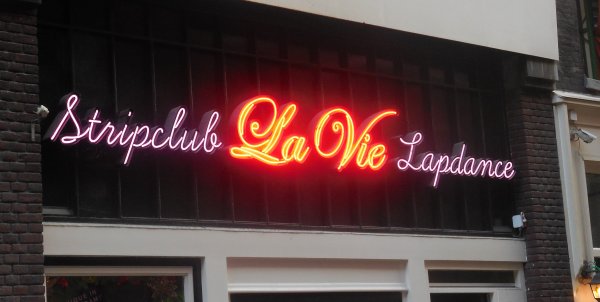 Stripclub La Vie Lapdance